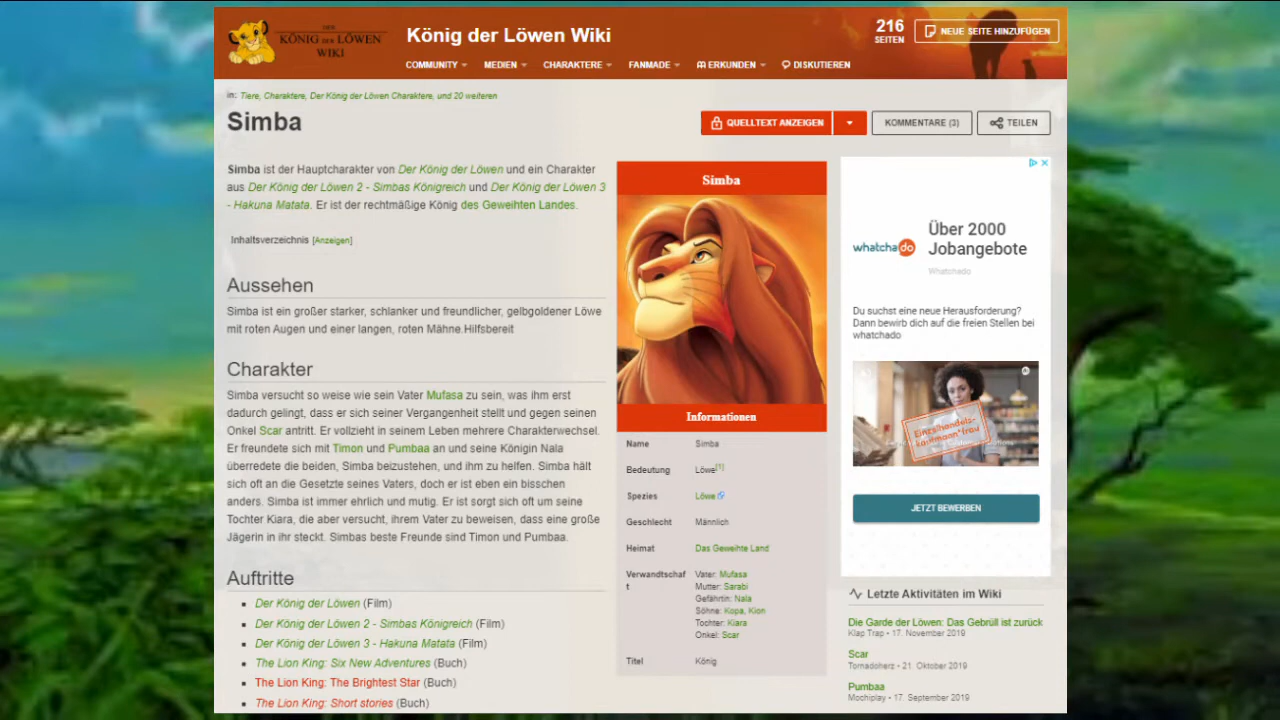 DER
KÖNIG DER LÖWEN
WIKI
König der Löwen Wiki
216
SEITEN
NEUE SEITE HINZUFÜGEN
COMMUNITY
MEDIEN
CHARAKTERE
FANMADE
ERKUNDEN
DISKUTIEREN
in: Tiere, Charaktere, Der König der Löwen Charaktere, und 20 weiteren
Simba
QUELLTEXT ANZEIGEN
KOMMENTARE (3)
TEILEN
Simba ist der Hauptcharakter von Der König der Löwen und ein Charakter
aus Der König der Löwen 2 - Simbas Königreich und Der König der Löwen 3
- Hakuna Matata. Er ist der rechtmäßige König des Geweihten Landes.
Inhaltsverzeichnis [Anzeigen]
Aussehen
Simba ist ein großer starker, schlanker und freundlicher, gelbgoldener Löwe
mit roten Augen und einer langen, roten Mähne.Hilfsbereit
Charakter
Simba versucht so weise wie sein Vater Mufasa zu sein, was ihm erst
dadurch gelingt, dass er sich seiner Vergangenheit stellt und gegen seinen
Onkel Scar antritt. Er vollzieht in seinem Leben mehrere Charakterwechsel.
Er freundete sich mit Timon und Pumbaa an und seine Königin Nala
überredete die beiden, Simba beizustehen, und ihm zu helfen. Simba hält
sich oft an die Gesetzte seines Vaters, doch er ist eben ein bisschen
anders. Simba ist immer ehrlich und mutig. Er ist sorgt sich oft um seine
Tochter Kiara, die aber versucht, ihrem Vater zu beweisen, dass eine große
Jägerin in ihr steckt. Simbas beste Freunde sind Timon und Pumbaa.
Auftritte
Der König der Löwen (Film)
Der König der Löwen 2 - Simbas Königreich (Film)
Der König der Löwen 3 - Hakuna Matata (Film)
The Lion King: Six New Adventures (Buch)
The Lion King: The Brightest Star (Buch)
The Lion King: Short stories (Buch)
Simba
Informationen
Name Simba
Bedeutung Löwe[1]
Spezies Löwe
Geschlecht Männlich
Heimat Das Geweihte Land
Verwandtschaf
t
Vater: Mufasa
Mutter: Sarabi
Gefährtin: Nala
Söhne: Kopa, Kion
Tochter: Kiara
Onkel: Scar
Titel König
whatchado
Über 2000
Jobangebote
Whatchado
Du suchst eine neue Herausforderung?
Dann bewirb dich auf die freien Stellen bei
whatchado
Einzelhandels-
kauffmann*frau
JETZT BEWERBEN
Letzte Aktivitäten im Wiki
Die Garde der Löwen: Das Gebrüll ist zurück
Klap Trap • 17. November 2019
Scar
Tornadoherz • 21. Oktober 2019
Pumbaa
Mochiplay • 17. September 2019